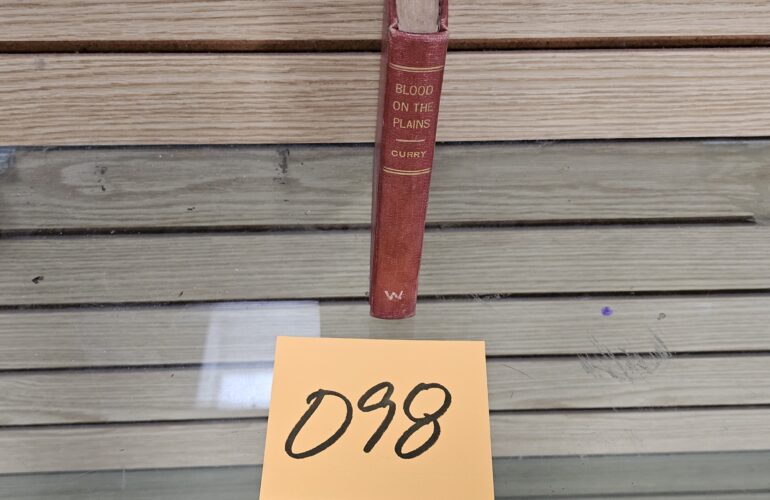 BLOOD
ON THE
PLAINS
CURRY
W
098